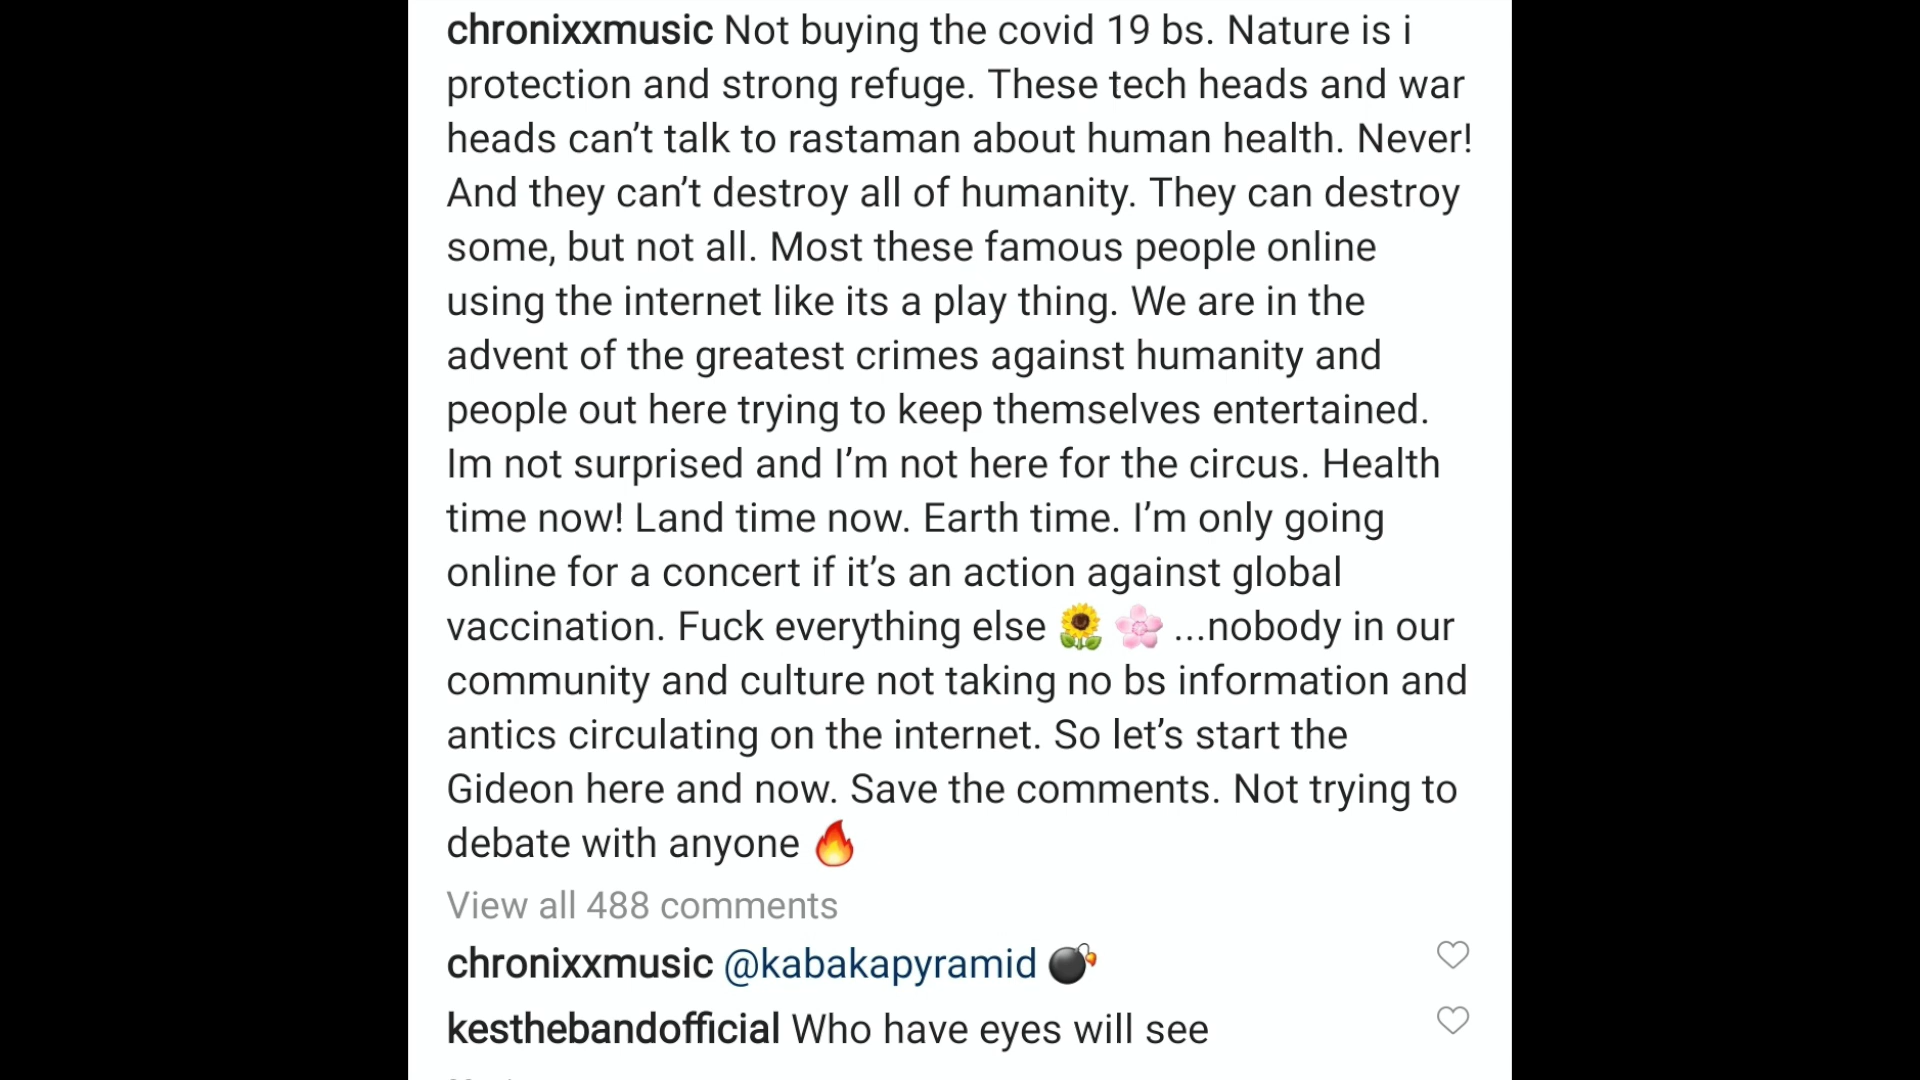 chronixxmusic Not buying the covid 19 bs. Nature is i
protection and strong refuge. These tech heads and war
heads can’t talk to rastaman about human health. Never!
And they can’t destroy all of humanity. They can destroy
some, but not all. Most these famous people online
using the internet like its a play thing. We are in the
advent of the greatest crimes against humanity and
people out here trying to keep themselves entertained.
Im not surprised and I’m not here for the circus. Health
time now! Land time now. Earth time. I’m only going
online for a concert if it’s an action against global
vaccination. Fuck everything else 🌻 🌸 ...nobody in our
community and culture not taking no bs information and
antics circulating on the internet. So let’s start the
Gideon here and now. Save the comments. Not trying to
debate with anyone 🔥
View all 488 comments
chronixxmusic @kabakapyramid 💣
kesthebandofficial Who have eyes will see